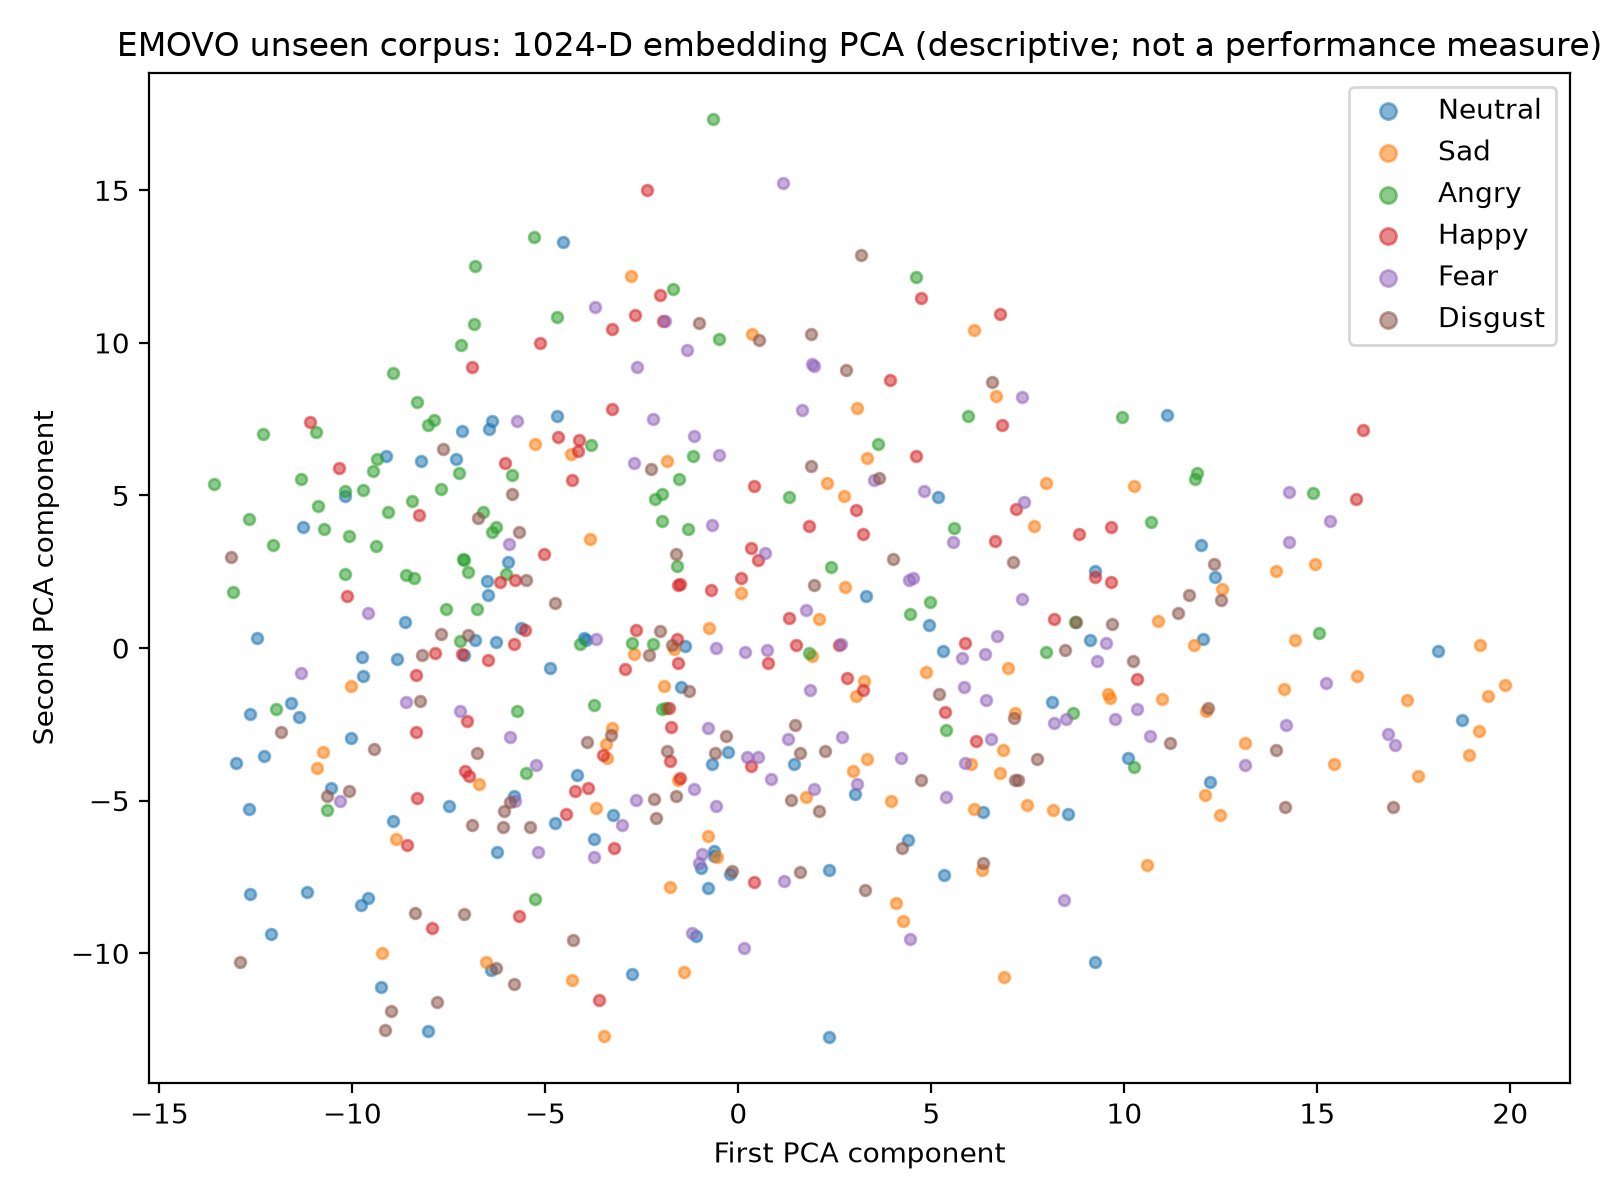 EMOVO unseen corpus: 1024-D embedding PCA (descriptive; not a performance measure)
Neutral
Sad
Angry
Happy
Fear
Disgust
Second PCA component
15
10
5
0
−5
−10
−15 −10 −5 0 5 10 15 20
First PCA component